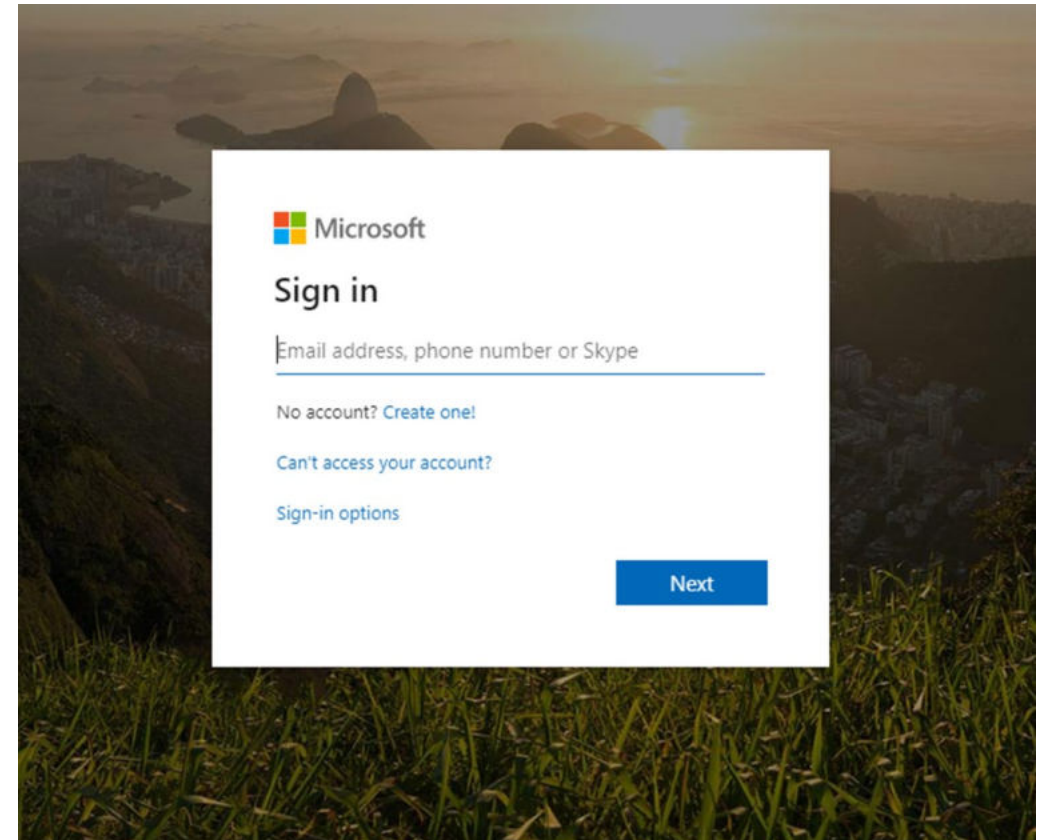 Microsoft
Sign in
Email address, phone number or Skype
No account? Create one!
Can't access your account?
Sign-in options
Next